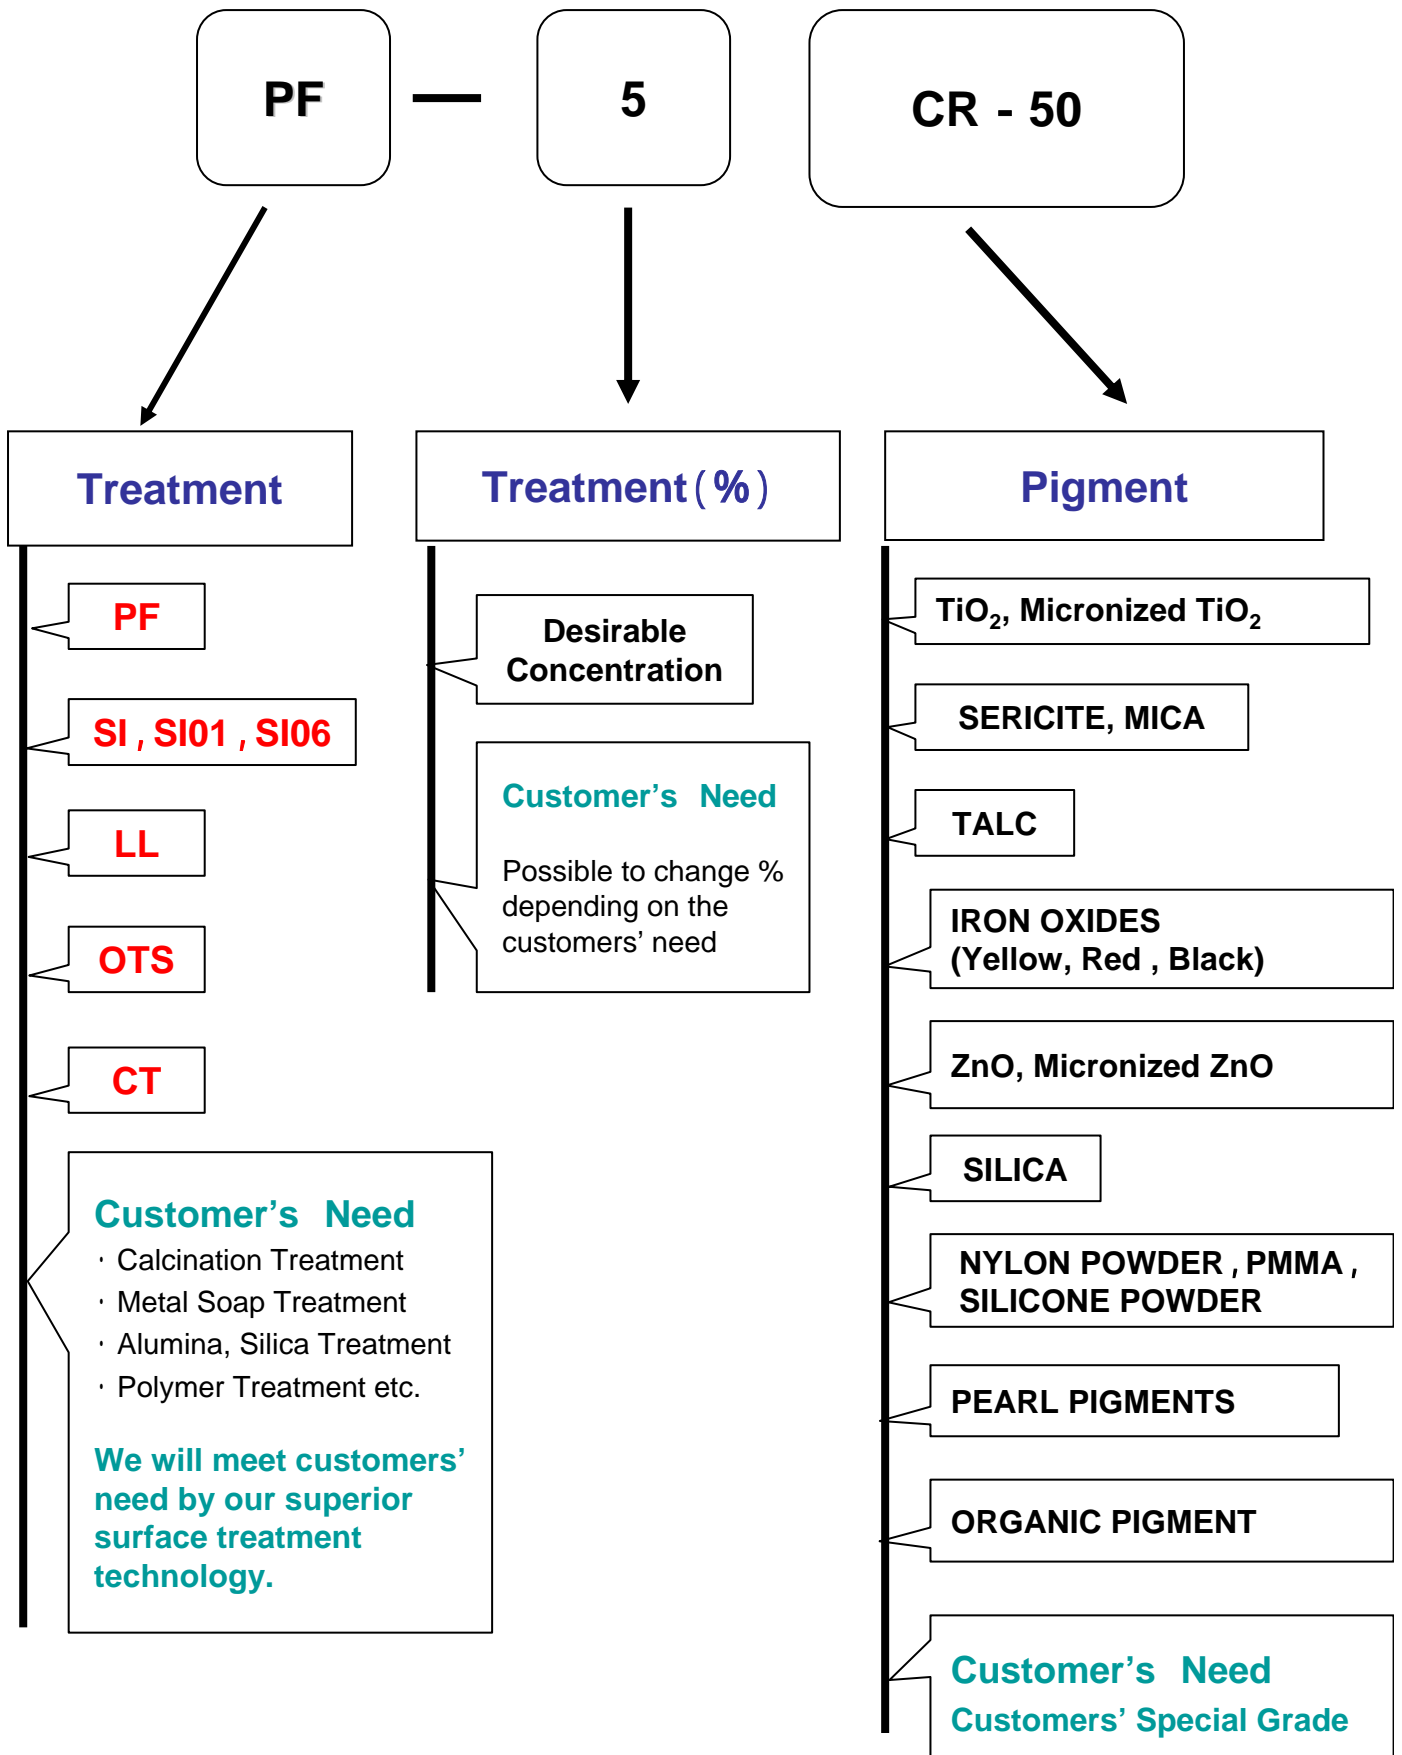 PF — 5 CR - 50
Treatment
PF
SI , SI01 , SI06
LL
OTS
CT
Customer’s Need
· Calcination Treatment
· Metal Soap Treatment
· Alumina, Silica Treatment
· Polymer Treatment etc.
We will meet customers’
need by our superior
surface treatment
technology.
Treatment(%)
Desirable
Concentration
Customer’s Need
Possible to change %
depending on the
customers’ need
Pigment
TiO₂, Micronized TiO₂
SERICITE, MICA
TALC
IRON OXIDES
(Yellow, Red , Black)
ZnO, Micronized ZnO
SILICA
NYLON POWDER , PMMA ,
SILICONE POWDER
PEARL PIGMENTS
ORGANIC PIGMENT
Customer’s Need
Customers’ Special Grade